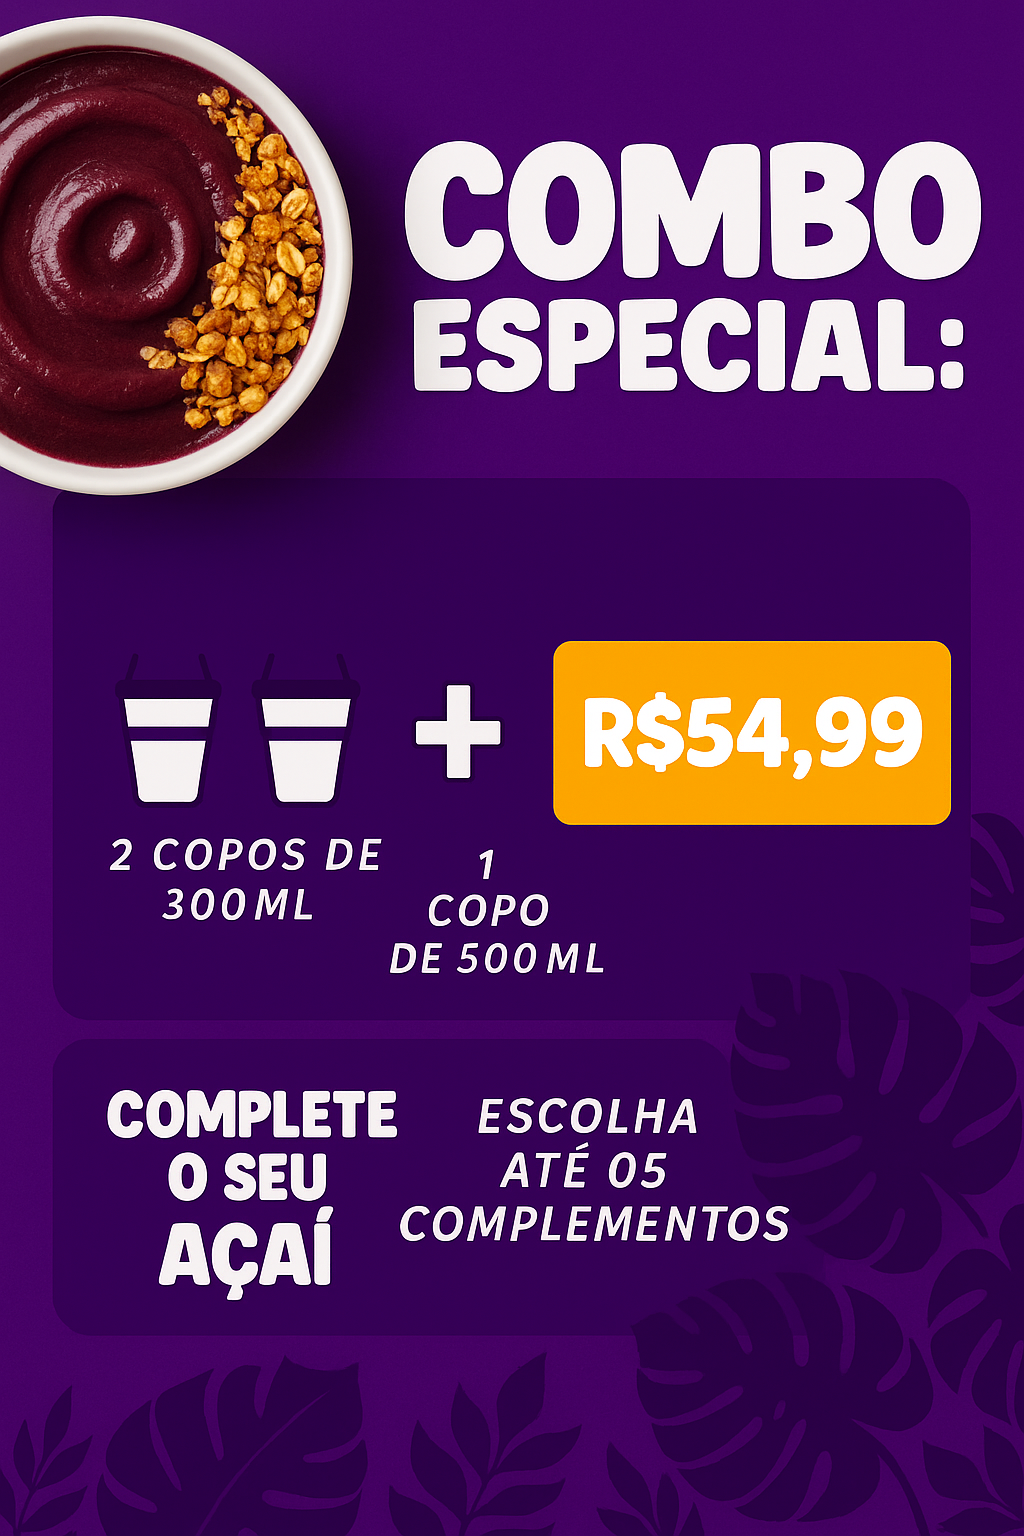 COMBO
ESPECIAL:
+
R$54,99
2 COPOS DE
300ML
1
COPO
DE 500ML
COMPLETE
O SEU
AÇAÍ
ESCOLHA
ATÉ 05
COMPLEMENTOS